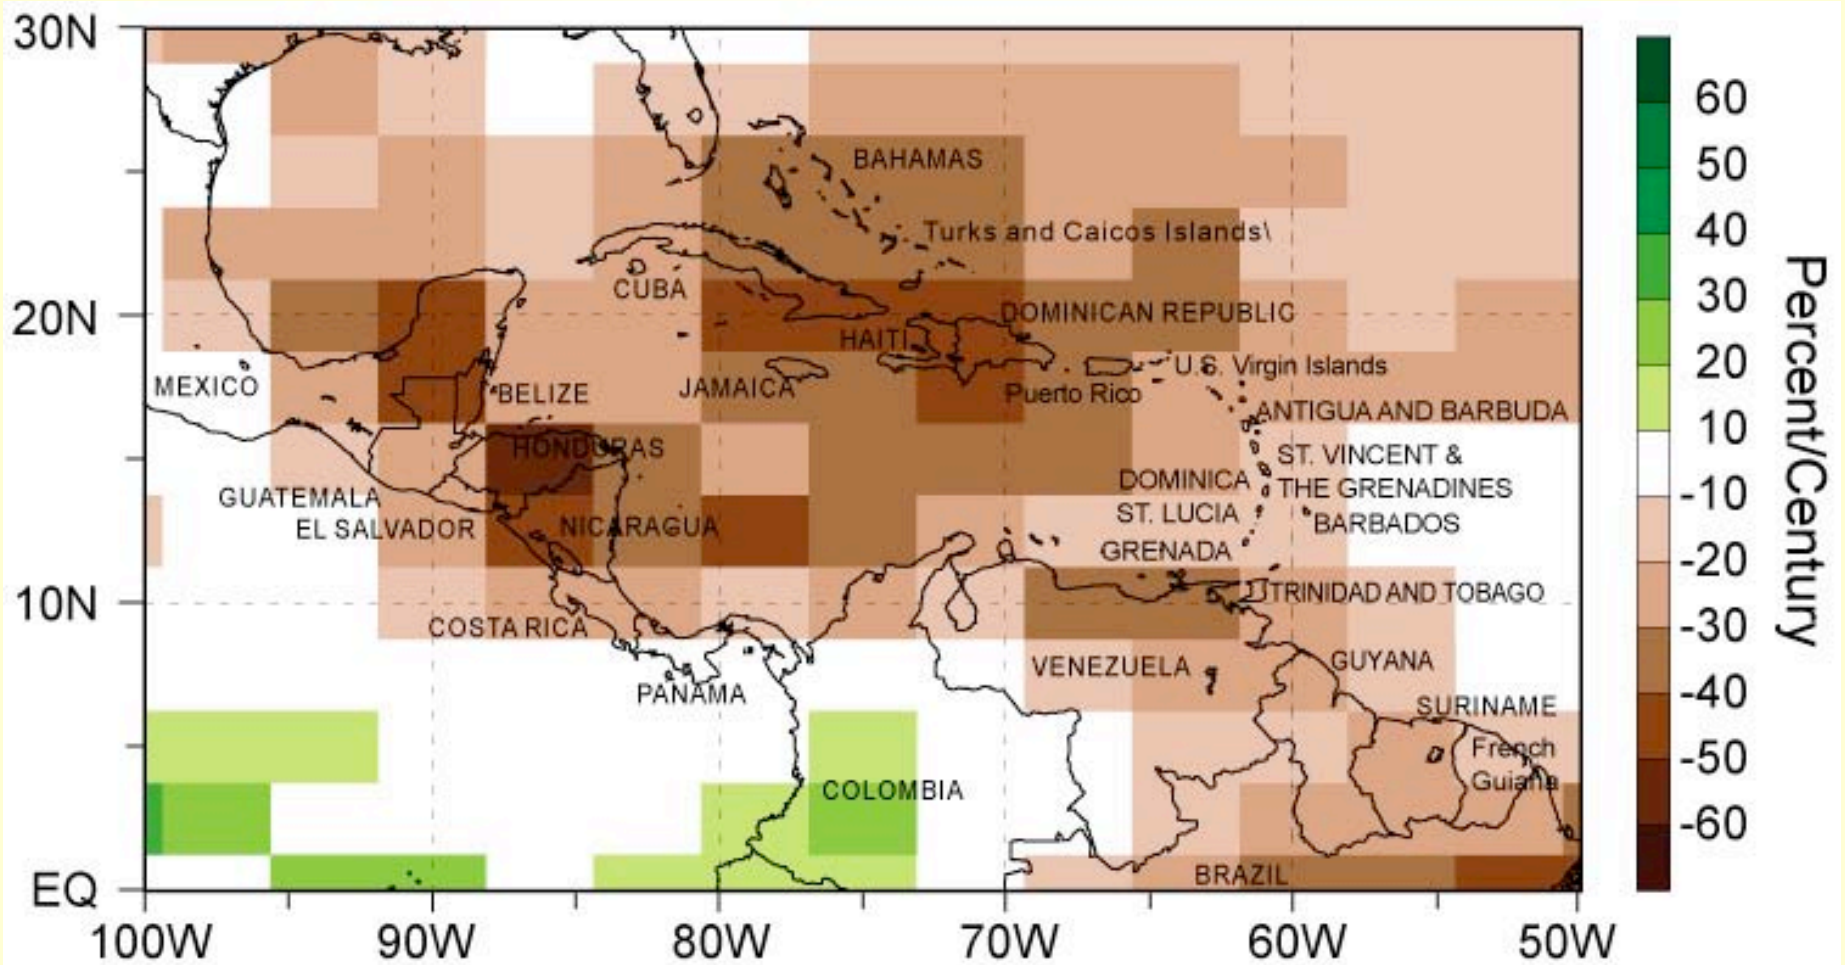 30N
60
50
BAHAMAS
40
Turks and Caicos Islands\
30
CUBA
20N
DOMINICAN REPUBLIC
HAITI
20
U.S. Virgin Islands
MEXICO
BELIZE
JAMAICA
Puerto Rico
ANTIGUA AND BARBUDA
10
HONDURAS
ST. VINCENT &
DOMINICA
THE GRENADINES
-10
GUATEMALA
ST. LUCIA
EL SALVADOR
NICARAGUA
BARBADOS
GRENADA
-20
10N
TRINIDAD AND TOBAGO
COSTA RICA
-30
VENEZUELA
GUYANA
PANAMA
-40
SURINAME
French
Guiana
-50
COLOMBIA
-60
BRAZIL
EQ
100W 90W 80W 70W 60W 50W
Percent/Century